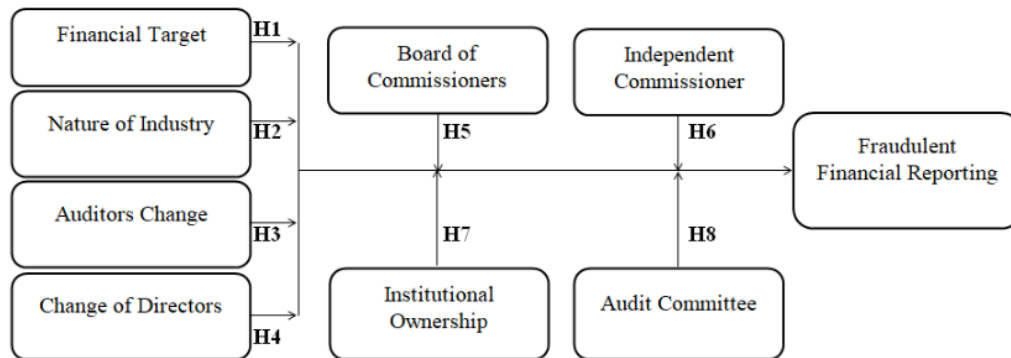 Financial Target
H1
Nature of Industry
H2
Auditors Change
H3
Change of Directors
H4
Board of
Commissioners
H5
Independent
Commissioner
H6
Institutional
Ownership
H7
Audit Committee
H8
Fraudulent
Financial Reporting